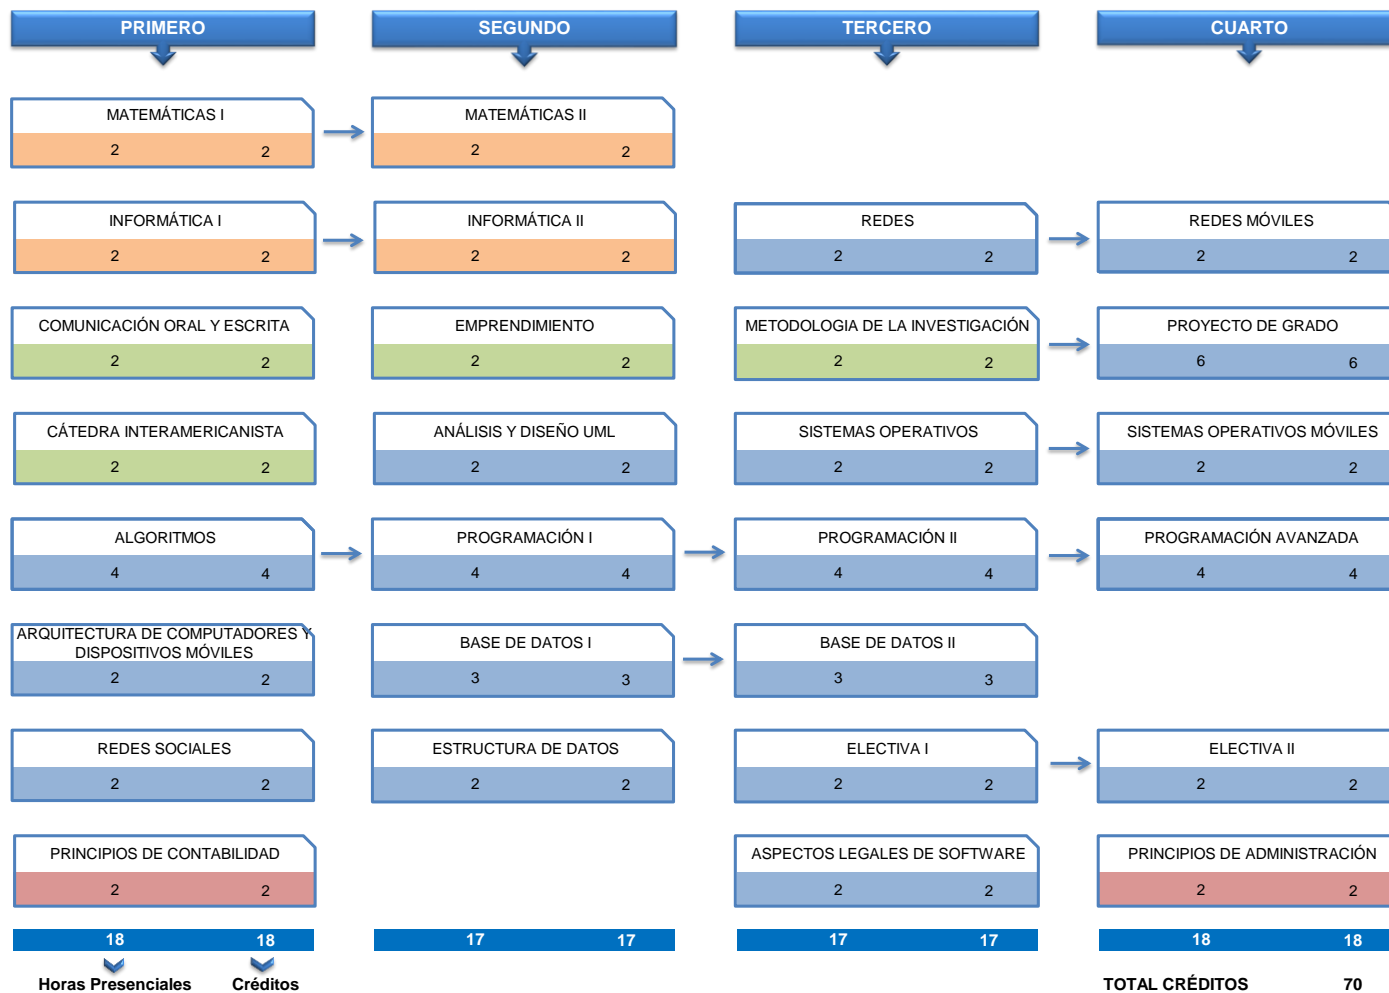 PRIMERO SEGUNDO TERCERO CUARTO
MATEMÁTICAS I MATEMÁTICAS II
2 2 2 2
INFORMÁTICA I INFORMÁTICA II REDES REDES MÓVILES
2 2 2 2 2 2 2 2
COMUNICACIÓN ORAL Y ESCRITA EMPRENDIMIENTO METODOLOGIA DE LA INVESTIGACIÓN PROYECTO DE GRADO
2 2 2 2 2 2 6 6
CÁTEDRA INTERAMERICANISTA ANÁLISIS Y DISEÑO UML SISTEMAS OPERATIVOS SISTEMAS OPERATIVOS MÓVILES
2 2 2 2 2 2 2 2
ALGORITMOS PROGRAMACIÓN I PROGRAMACIÓN II PROGRAMACIÓN AVANZADA
4 4 4 4 4 4 4 4
ARQUITECTURA DE COMPUTADORES Y
DISPOSITIVOS MÓVILES BASE DE DATOS I BASE DE DATOS II
2 2 3 3 3 3
REDES SOCIALES ESTRUCTURA DE DATOS ELECTIVA I ELECTIVA II
2 2 2 2 2 2 2 2
PRINCIPIOS DE CONTABILIDAD ASPECTOS LEGALES DE SOFTWARE PRINCIPIOS DE ADMINISTRACIÓN
2 2 2 2 2 2
18 18 17 17 17 17 18 18
Horas Presenciales Créditos TOTAL CRÉDITOS 70